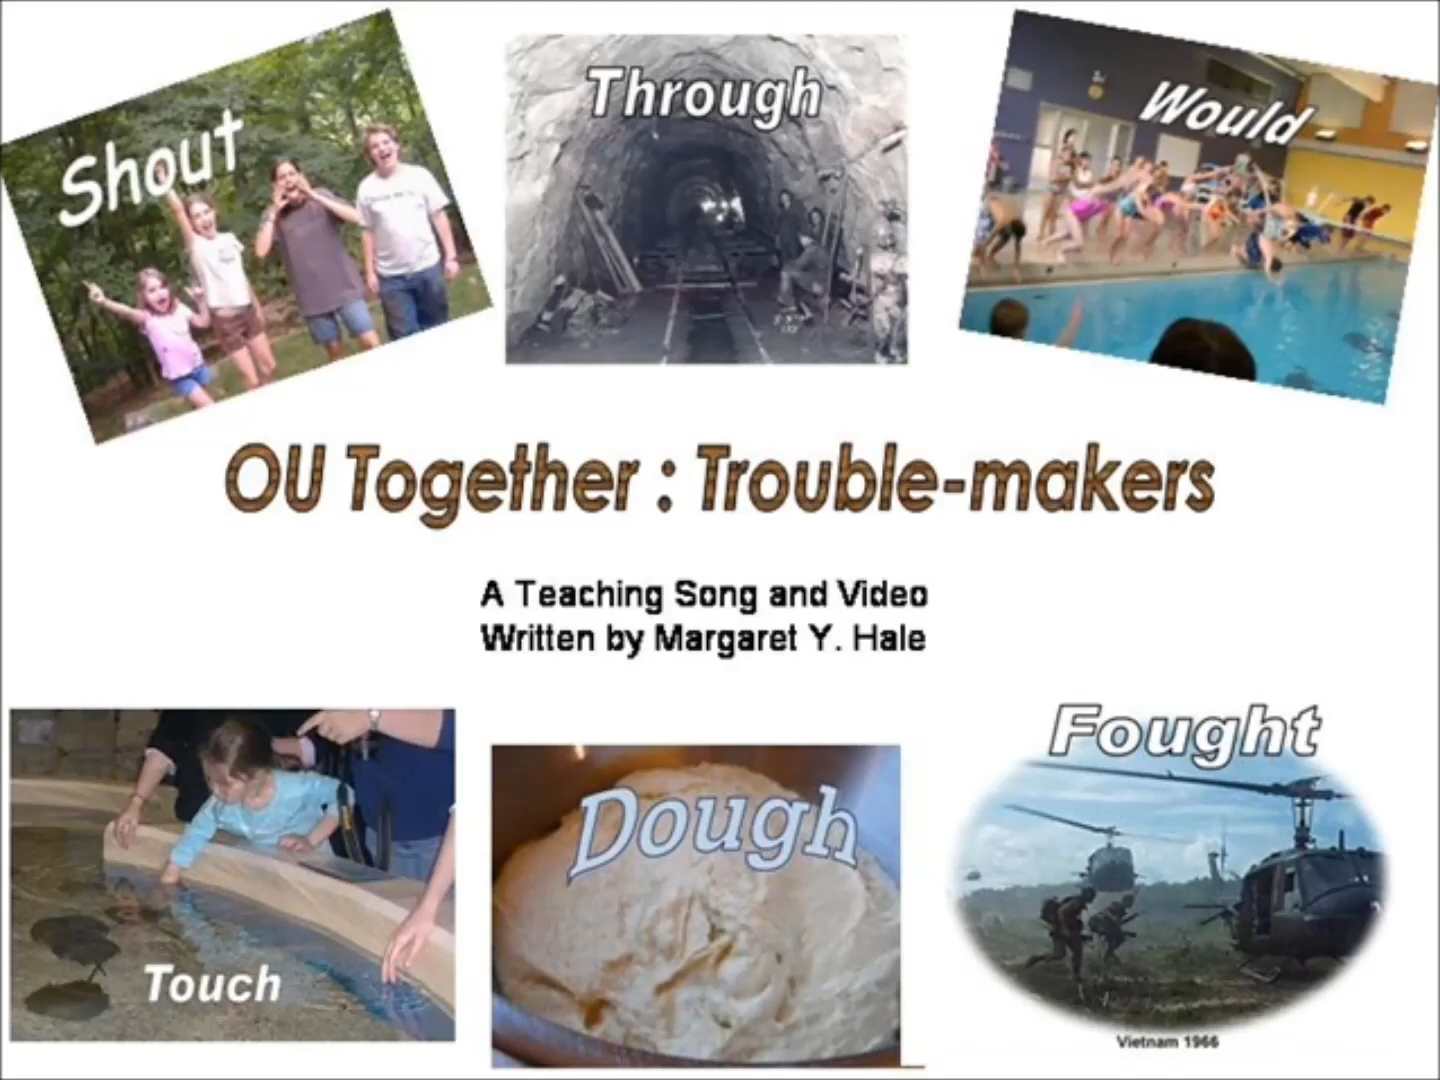 Shout
Through
Would
OU Together : Trouble-makers
A Teaching Song and Video
Written by Margaret Y. Hale
Touch
Dough
Fought
Vietnam 1966